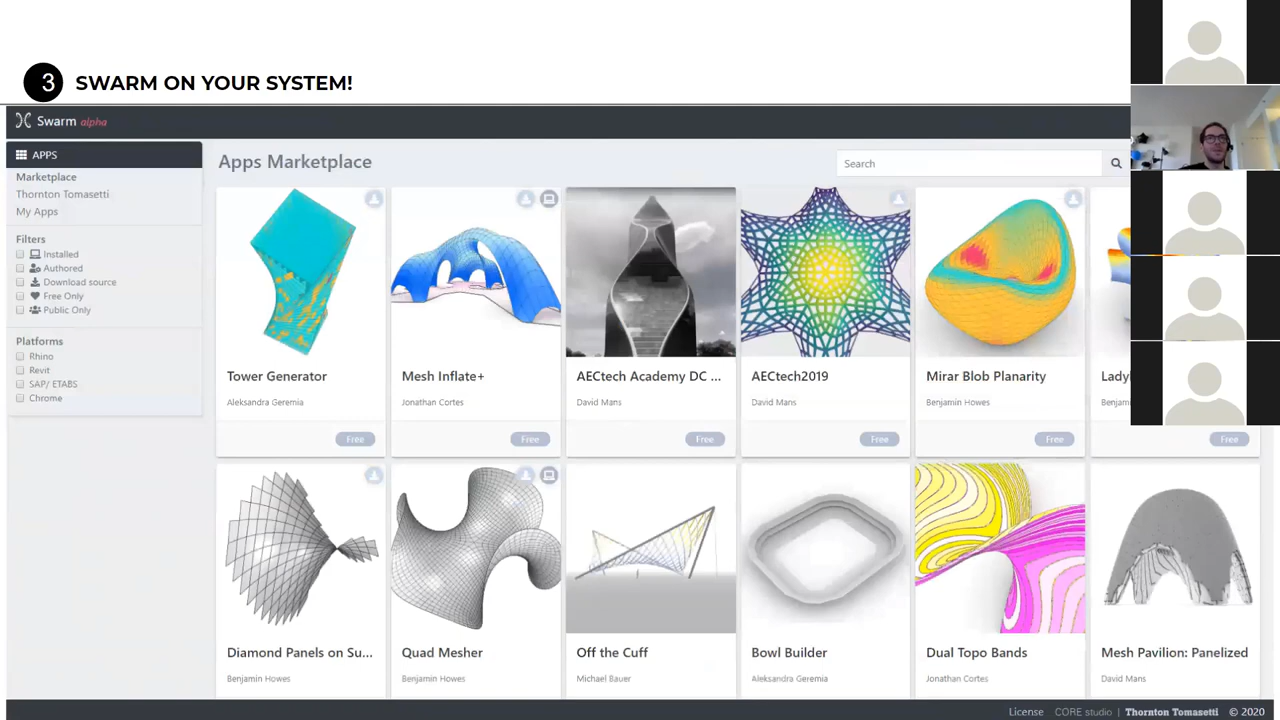 3 SWARM ON YOUR SYSTEM!
Swarm alpha
APPS
Marketplace
Thornton Tomasetti
My Apps
Filters
Installed
Authored
Download source
Free Only
Public Only
Platforms
Rhino
Revit
SAP/ ETABS
Chrome
Apps Marketplace
Search
Tower Generator
Aleksandra Geremia
Free
Mesh Inflate+
Jonathan Cortes
Free
AECtech Academy DC ...
David Mans
Free
AECtech2019
David Mans
Free
Mirar Blob Planarity
Benjamin Howes
Free
Lady
Benjam
Free
Diamond Panels on Su...
Benjamin Howes
Quad Mesher
Benjamin Howes
Off the Cuff
Michael Bauer
Bowl Builder
Aleksandra Geremia
Dual Topo Bands
Jonathan Cortes
Mesh Pavilion: Panelized
David Mans
License CORE studio | Thornton Tomasetti © 2020